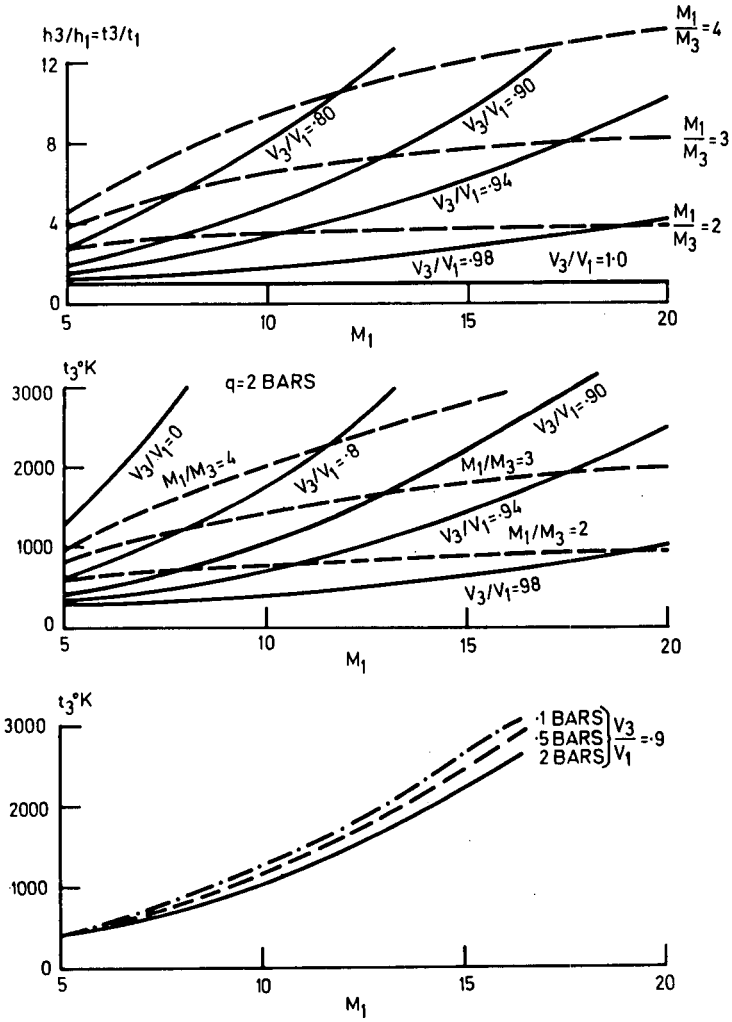 h3/h₁=t3/t₁
M₁/M₃=4
12
V₃/V₁=·80
V₃/V₁=·90
8
M₁/M₃=3
V₃/V₁=·94
4
M₁/M₃=2
V₃/V₁=·98
V₃/V₁=1·0
0
5 10 15 20
M₁
t₃°K
q=2 BARS
3000
V₃/V₁=·90
V₃/V₁=0
M₁/M₃=4
V₃/V₁=·8
2000
M₁/M₃=3
V₃/V₁=·94
1000
M₁/M₃=2
V₃/V₁=98
0
5 10 15 20
M₁
t₃°K
3000
·1 BARS
·5 BARS
2 BARS
V₃/V₁=·9
2000
1000
0
5 10 15 20
M₁